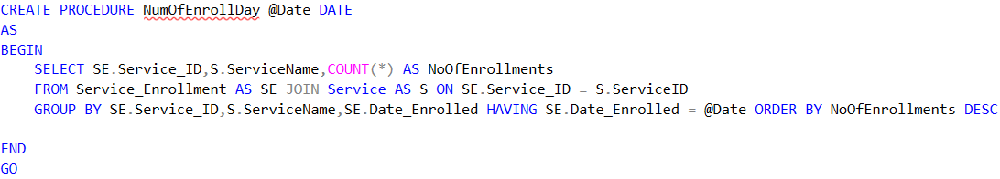 CREATE PROCEDURE NumOfEnrollDay @Date DATE
AS
BEGIN
SELECT SE.Service_ID,S.ServiceName,COUNT(*) AS NoOfEnrollments
FROM Service_Enrollment AS SE JOIN Service AS S ON SE.Service_ID = S.ServiceID
GROUP BY SE.Service_ID,S.ServiceName,SE.Date_Enrolled HAVING SE.Date_Enrolled = @Date ORDER BY NoOfEnrollments DESC
END
GO